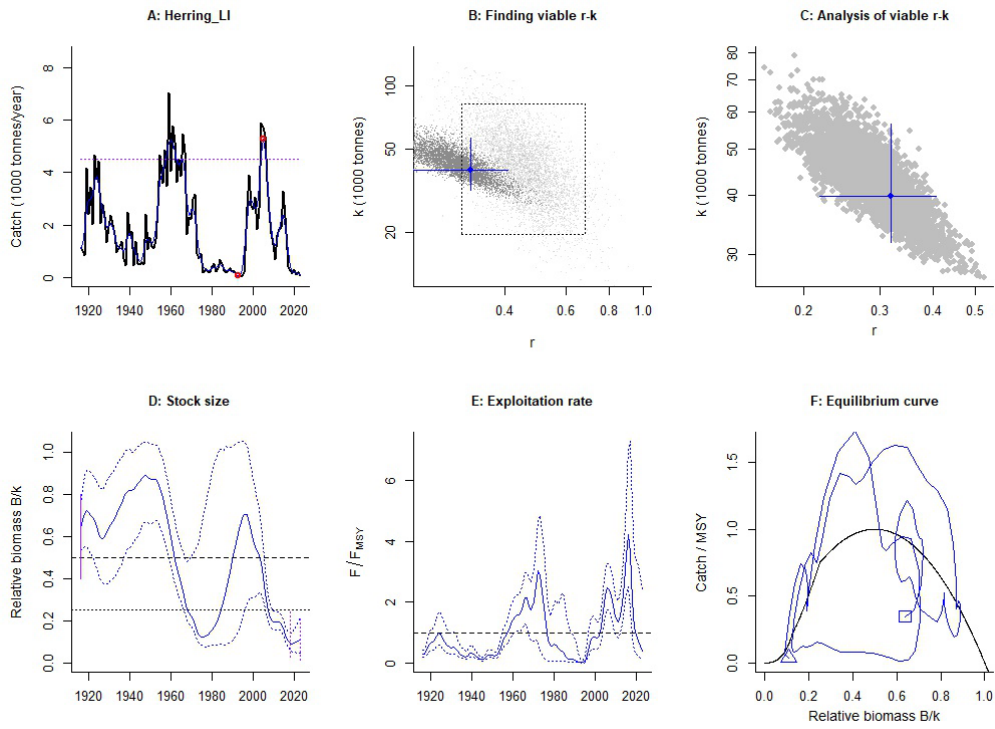 A: Herring_LI
B: Finding viable r-k
C: Analysis of viable r-k
Catch (1000 tonnes/year)
8
6
4
2
0
1920 1940 1960 1980 2000 2020
k (1000 tonnes)
100
50
20
0.4 0.6 0.8 1.0
r
k (1000 tonnes)
80
70
60
50
40
30
0.2 0.3 0.4 0.5
r
D: Stock size
E: Exploitation rate
F: Equilibrium curve
Relative biomass B/k
1.0
0.8
0.6
0.4
0.2
0.0
1920 1940 1960 1980 2000 2020
F / FMSY
6
4
2
0
1920 1940 1960 1980 2000 2020
Catch / MSY
1.5
1.0
0.5
0.0
0.0 0.2 0.4 0.6 0.8 1.0
Relative biomass B/k